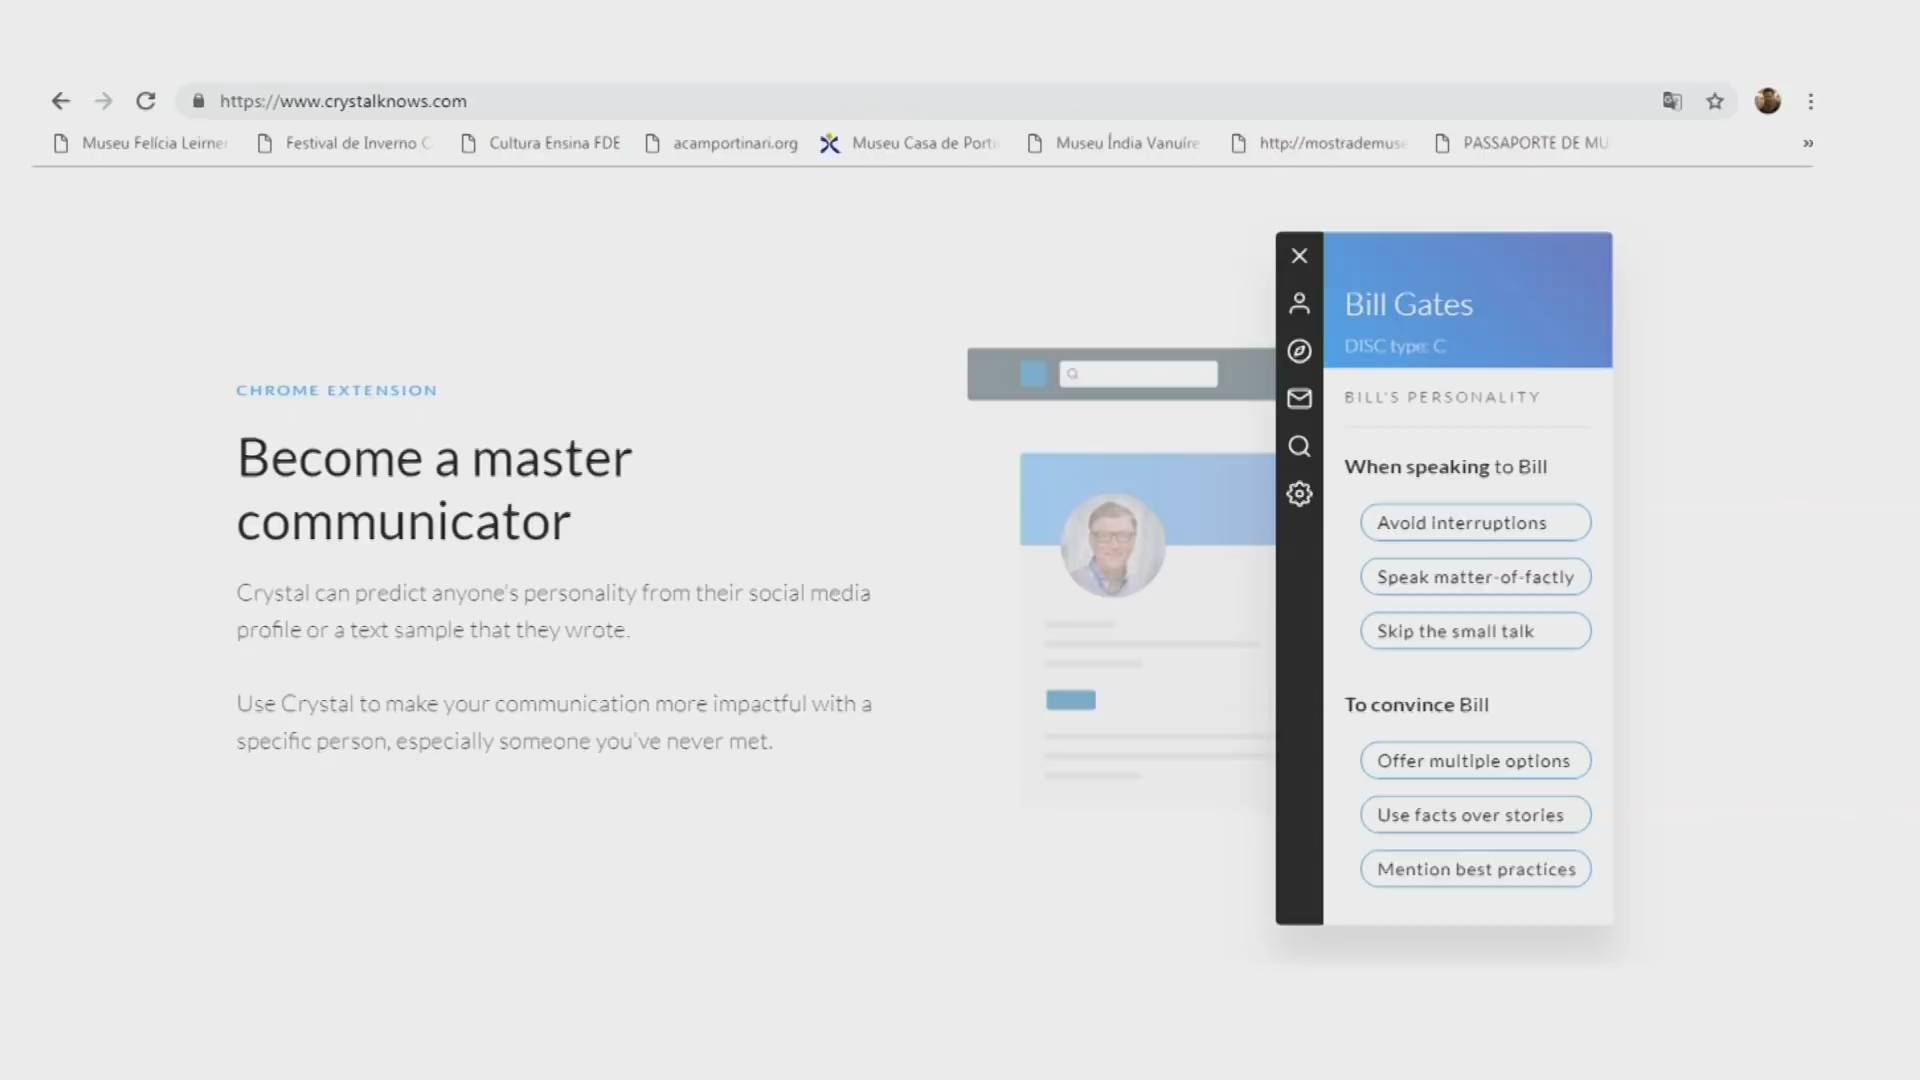 https://www.crystalknows.com
Museu Felícia Leirne
Festival de Inverno C
Cultura Ensina FDE
acamportinari.org
Museu Casa de Porti
Museu Índia Vanuíre
http://mostrademuse
PASSAPORTE DE MU
»
CHROME EXTENSION
Become a master
communicator
Crystal can predict anyone's personality from their social media
profile or a text sample that they wrote.
Use Crystal to make your communication more impactful with a
specific person, especially someone you've never met.
Bill Gates
DISC type: C
BILL'S PERSONALITY
When speaking to Bill
Avoid interruptions
Speak matter-of-factly
Skip the small talk
To convince Bill
Offer multiple options
Use facts over stories
Mention best practices